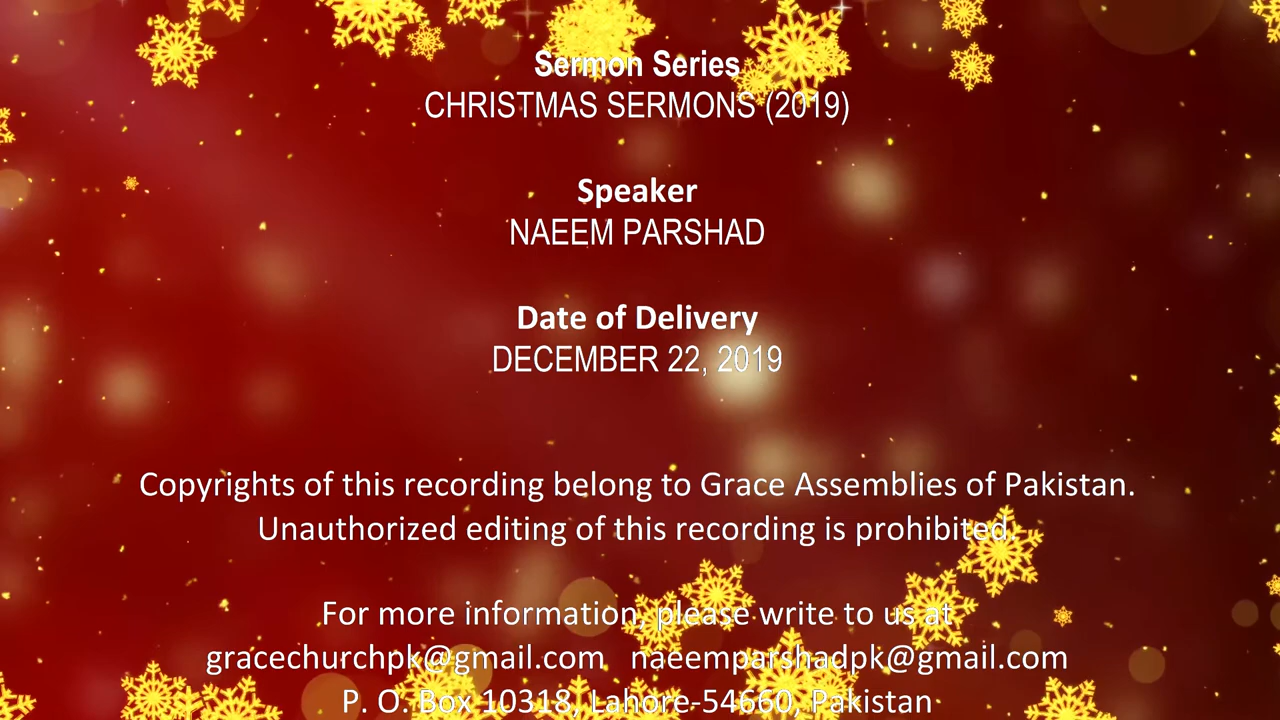 Sermon Series
CHRISTMAS SERMONS (2019)
Speaker
NAEEM PARSHAD
Date of Delivery
DECEMBER 22, 2019
Copyrights of this recording belong to Grace Assemblies of Pakistan.
Unauthorized editing of this recording is prohibited.
For more information, please write to us at
gracechurchpk@gmail.com naeemparshadpk@gmail.com
P. O. Box 10318, Lahore-54660, Pakistan